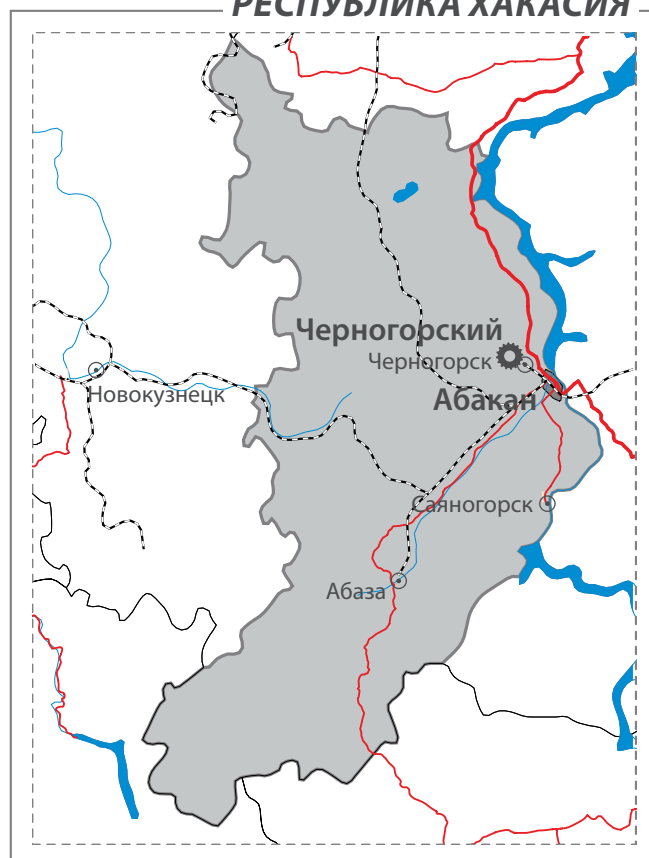 РЕСПУБЛИКА ХАКАСИЯ
Черногорский
Черногорск
Новокузнецк
Абакан
Саяногорск
Абаза